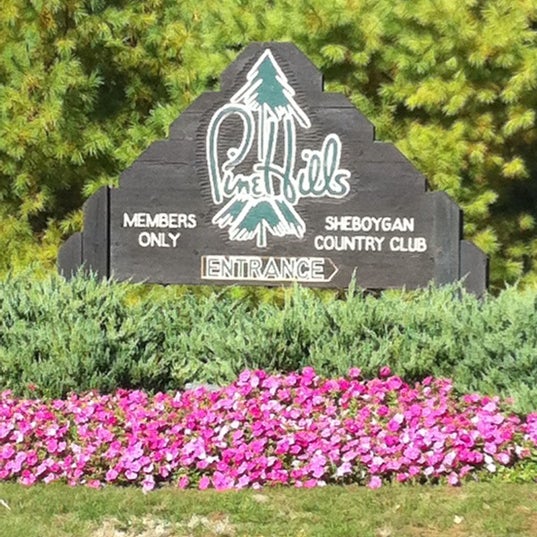 Pine Hills
MEMBERS
ONLY
SHEBOYGAN
COUNTRY CLUB
ENTRANCE